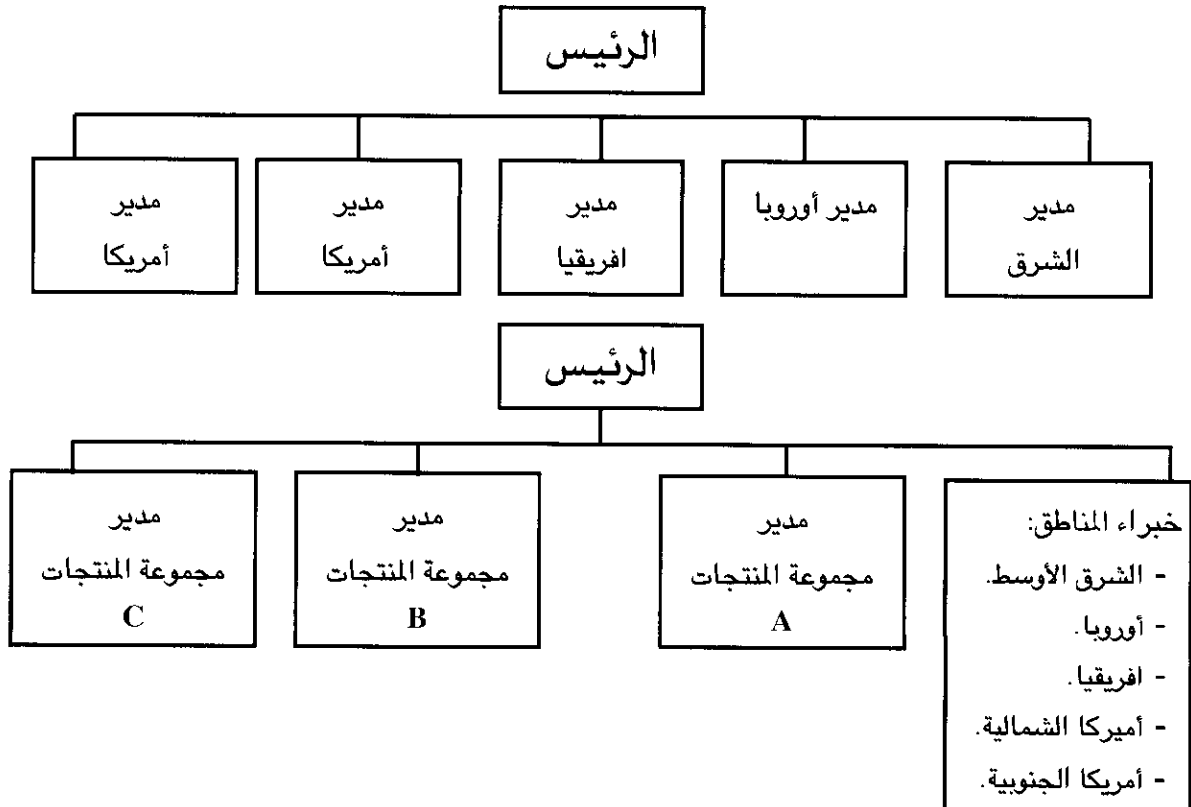 الرئيس
مدير
الشرق
مدير أوروبا
مدير
افريقيا
مدير
أمريكا
مدير
أمريكا
الرئيس
خبراء المناطق:
- الشرق الأوسط.
- أوروبا.
- افريقيا.
- أميركا الشمالية.
- أمريكا الجنوبية.
مدير
مجموعة المنتجات
A
مدير
مجموعة المنتجات
B
مدير
مجموعة المنتجات
C